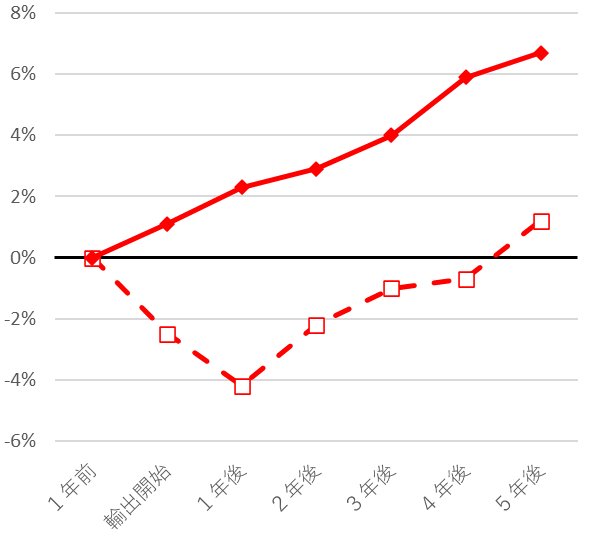 8%
6%
4%
2%
0%
-2%
-4%
-6%
1 年前
輸出開始
1 年後
2 年後
3 年後
4 年後
5 年後